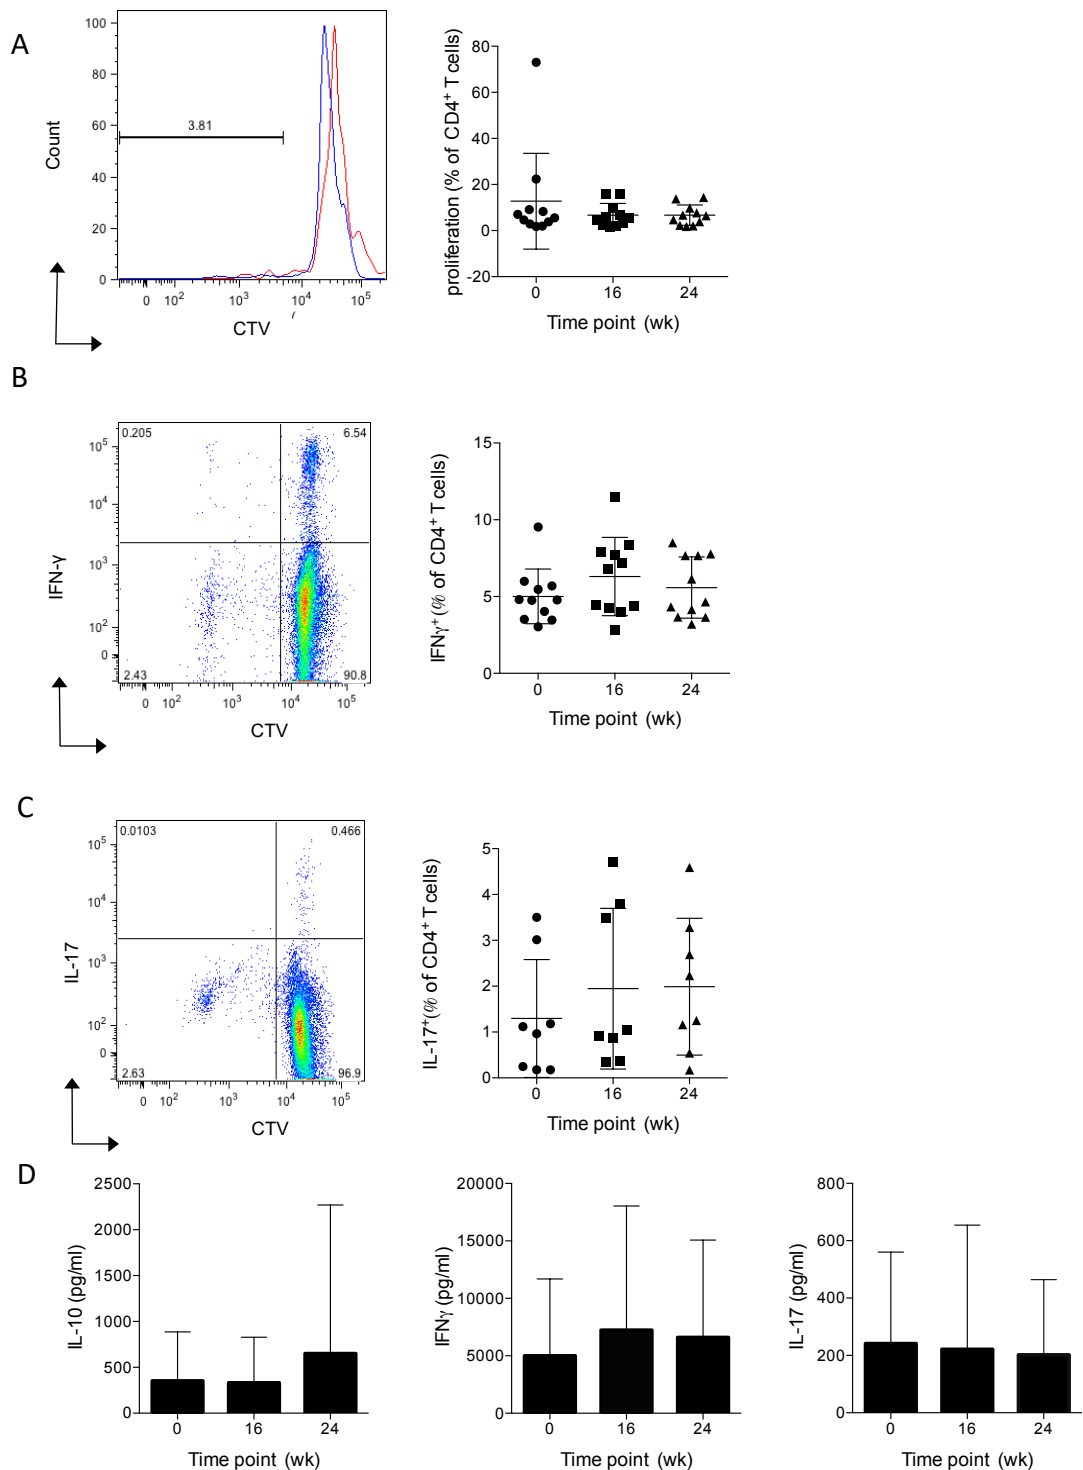 A
Count
100
80
60
40
20
0
3.81
0 10² 10³ 10⁴ 10⁵
CTV
proliferation (% of CD4⁺ T cells)
80
60
40
20
0
-20
0 16 24
Time point (wk)
B
IFN-γ
10⁵
10⁴
10³
10²
0
0.205 6.54
2.43 90.8
0 10² 10³ 10⁴ 10⁵
CTV
IFNγ⁺(% of CD4⁺ T cells)
15
10
5
0
0 16 24
Time point (wk)
C
IL-17
10⁵
10⁴
10³
10²
0
0.0103 0.466
2.63 96.9
0 10² 10³ 10⁴ 10⁵
CTV
IL-17⁺(% of CD4⁺ T cells)
5
4
3
2
1
0
0 16 24
Time point (wk)
D
IL-10 (pg/ml)
2500
2000
1500
1000
500
0
0 16 24
Time point (wk)
IFNγ (pg/ml)
20000
15000
10000
5000
0
0 16 24
Time point (wk)
IL-17 (pg/ml)
800
600
400
200
0
0 16 24
Time point (wk)